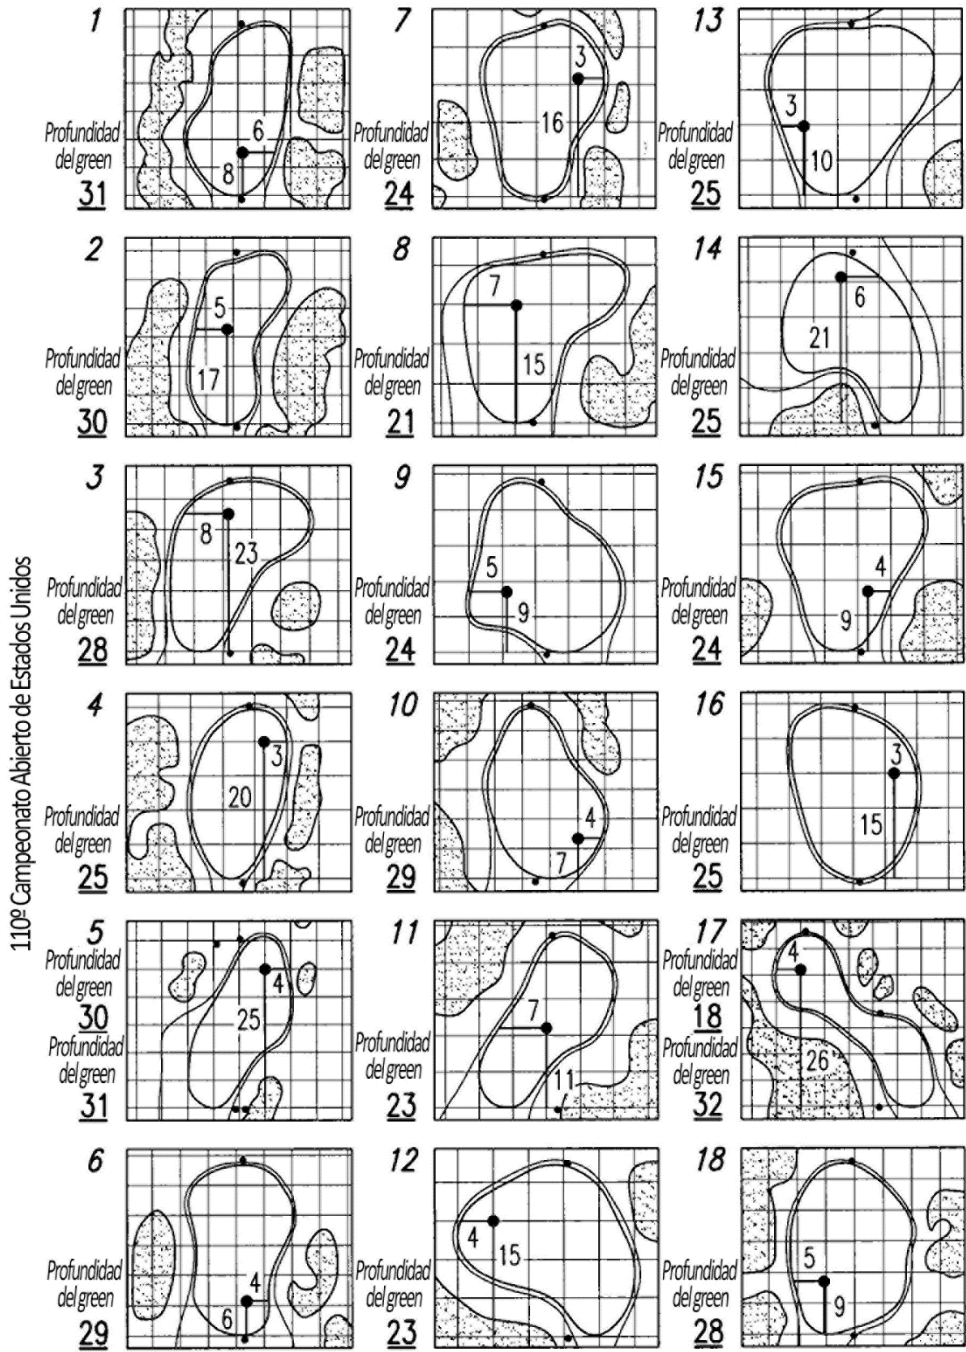 110º Campeonato Abierto de Estados Unidos
1
Profundidad
del green
31
6
8
7
Profundidad
del green
24
3
16
13
Profundidad
del green
25
3
10
2
Profundidad
del green
30
5
17
8
Profundidad
del green
21
7
15
14
Profundidad
del green
25
6
21
3
Profundidad
del green
28
8
23
9
Profundidad
del green
24
5
9
15
Profundidad
del green
24
4
9
4
Profundidad
del green
25
3
20
10
Profundidad
del green
29
4
7
16
Profundidad
del green
25
3
15
5
Profundidad
del green
30
Profundidad
del green
31
4
25
11
Profundidad
del green
23
7
11
17
Profundidad
del green
18
Profundidad
del green
32
4
26
6
Profundidad
del green
29
4
6
12
Profundidad
del green
23
4
15
18
Profundidad
del green
28
5
9